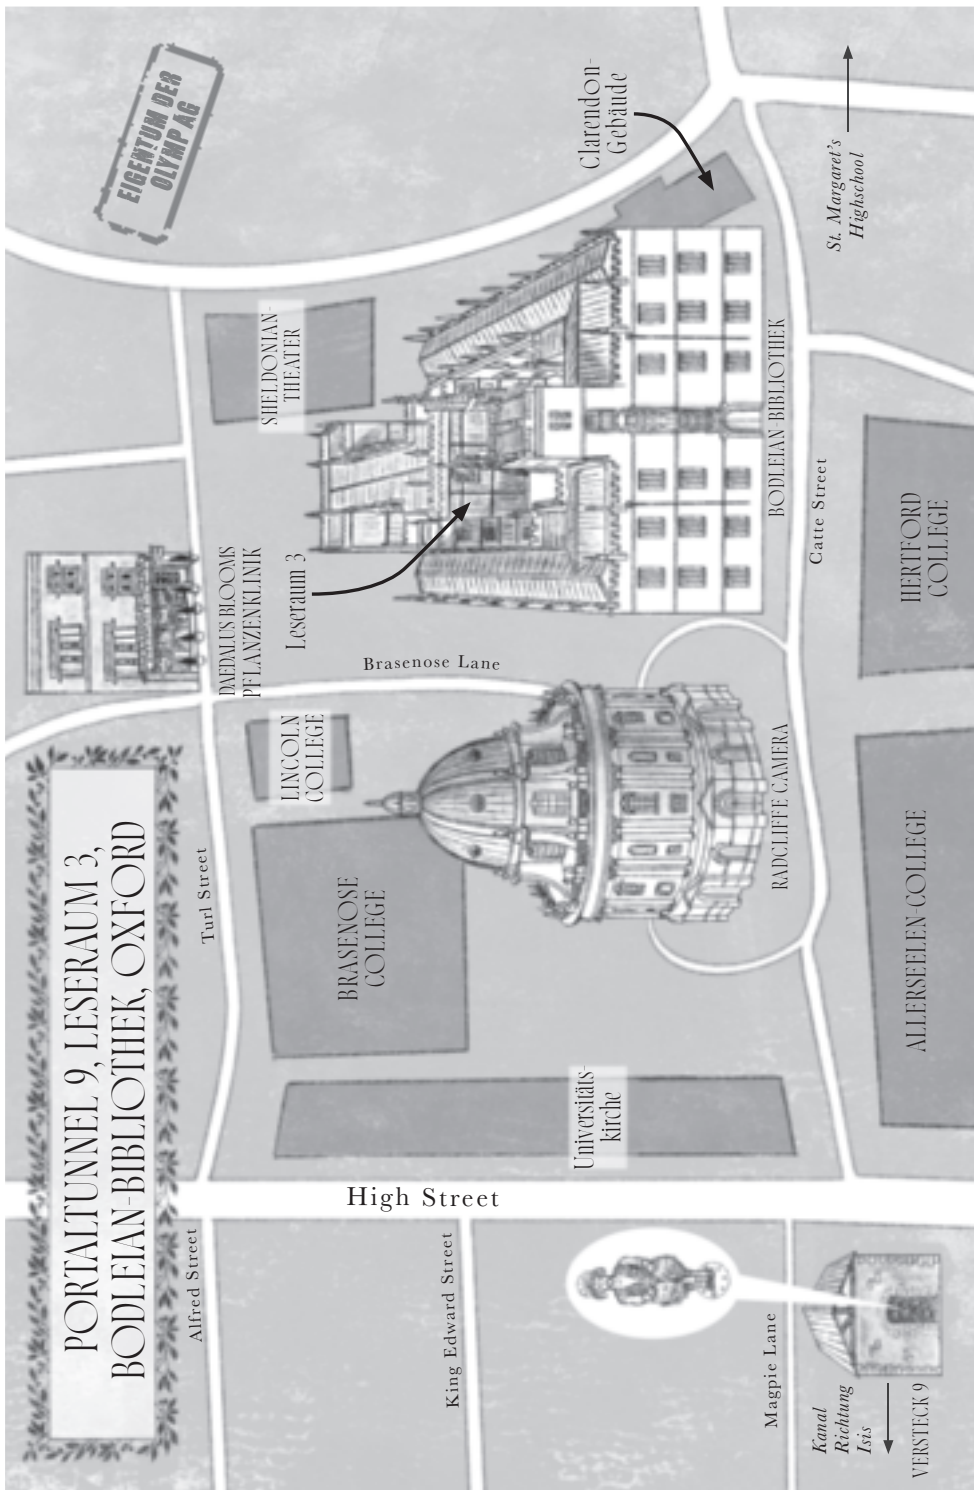 PORTALTUNNEL 9, LESERAUM 3,
BODLEIAN-BIBLIOTHEK, OXFORD
EIGENTUM DER
OLYMP AG
DAEDALUS BLOOMS
PFLANZENKLINIK
SHELDONIAN-
THEATER
Clarendon-
Gebäude
Leseraum 3
Turl Street
LINCOLN
COLLEGE
Brasenose Lane
BRASENOSE
COLLEGE
BODLEIAN-BIBLIOTHEK
RADCLIFFE CAMERA
Catte Street
St. Margaret's
Highschool
HERTFORD
COLLEGE
ALLERSEELEN-COLLEGE
Universitäts-
kirche
High Street
Alfred Street
King Edward Street
Magpie Lane
Kanal
Richtung
Isis
VERSTECK 9